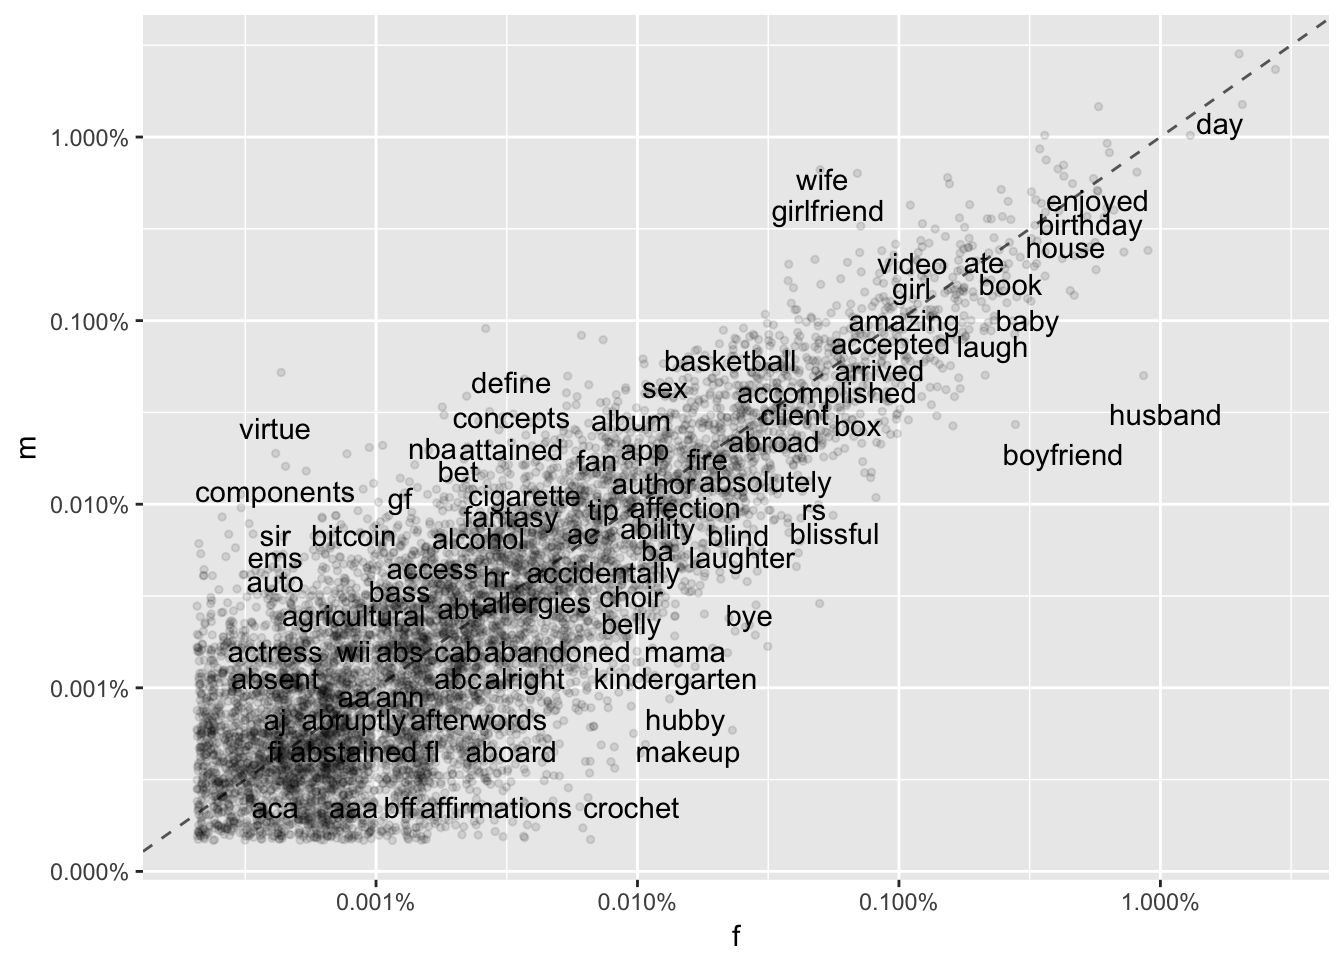 day
1.000%
wife
enjoyed
girlfriend
birthday
house
video ate
girl book
0.100% amazing baby
accepted laugh
basketball
arrived
define sex
accomplished
concepts album client husband
virtue box
abroad
m
nba attained app boyfriend
fan fire
bet
author absolutely
components cigarette
0.010% gf affection
fantasy tip rs
ability
sir bitcoin alcohol ac blind blissful
ba
ems laughter
access hr accidentally
auto
bass allergies choir
agricultural abt bye
belly
actress wii abs cab abandoned mama
0.001% absent abc alright kindergarten
aa ann
aj abruptly afterwords hubby
fi abstained fl aboard makeup
aca aaa bff affirmations crochet
0.000%
0.001% 0.010% 0.100% 1.000%
f